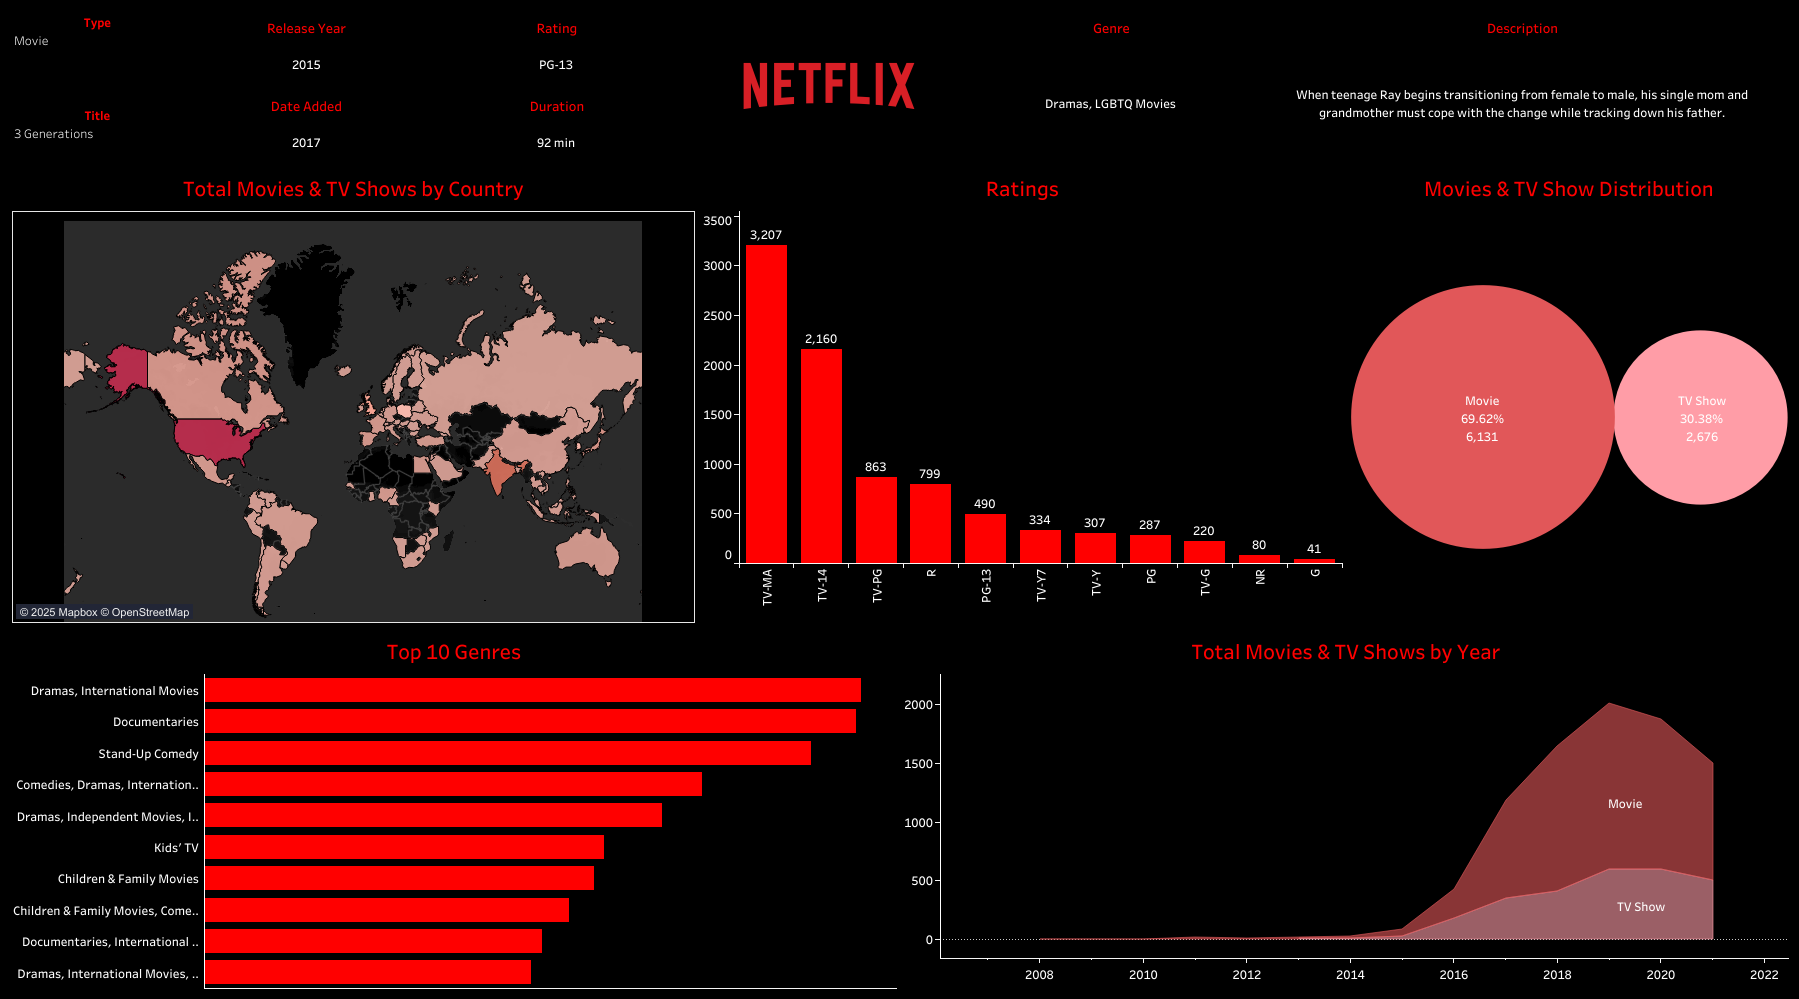 Type
Movie
Title
3 Generations
Release Year
2015
Date Added
2017
Rating
PG-13
Duration
92 min
NETFLIX
Genre
Dramas, LGBTQ Movies
Description
When teenage Ray begins transitioning from female to male, his single mom and
grandmother must cope with the change while tracking down his father.
Total Movies & TV Shows by Country
© 2025 Mapbox © OpenStreetMap
Ratings
3500
3000
2500
2000
1500
1000
500
0
3,207
2,160
863
799
490
334
307
287
220
80
41
TV-MA
TV-14
TV-PG
R
PG-13
TV-Y7
TV-Y
PG
TV-G
NR
G
Movies & TV Show Distribution
Movie
69.62%
6,131
TV Show
30.38%
2,676
Top 10 Genres
Dramas, International Movies
Documentaries
Stand-Up Comedy
Comedies, Dramas, Internation..
Dramas, Independent Movies, I..
Kids' TV
Children & Family Movies
Children & Family Movies, Come..
Documentaries, International ..
Dramas, International Movies, ..
Total Movies & TV Shows by Year
2000
1500
1000
500
0
Movie
TV Show
2008
2010
2012
2014
2016
2018
2020
2022